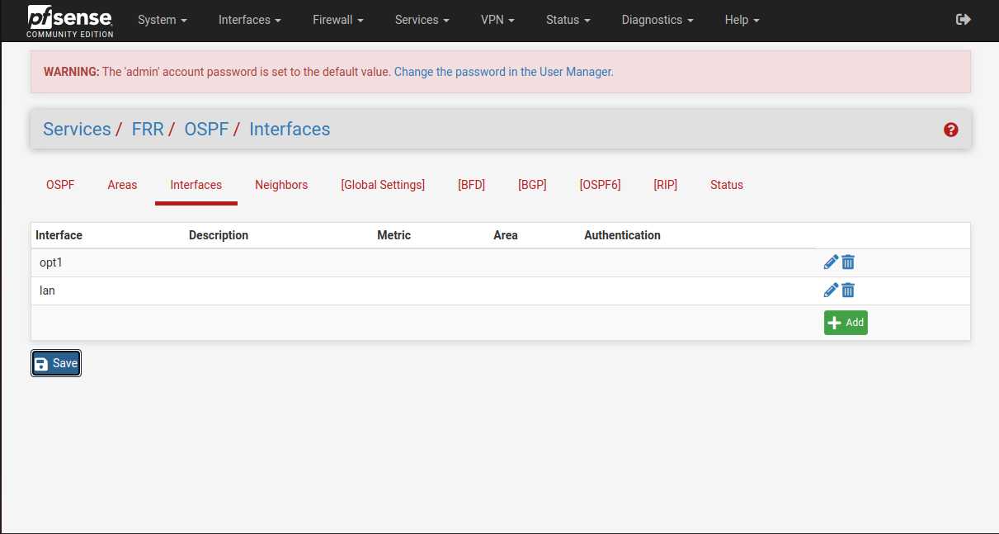 pfsense
COMMUNITY EDITION
System Interfaces Firewall Services VPN Status Diagnostics Help
WARNING: The 'admin' account password is set to the default value. Change the password in the User Manager.
Services / FRR / OSPF / Interfaces
OSPF Areas Interfaces Neighbors [Global Settings] [BFD] [BGP] [OSPF6] [RIP] Status
Interface Description Metric Area Authentication
opt1
lan
Add
Save